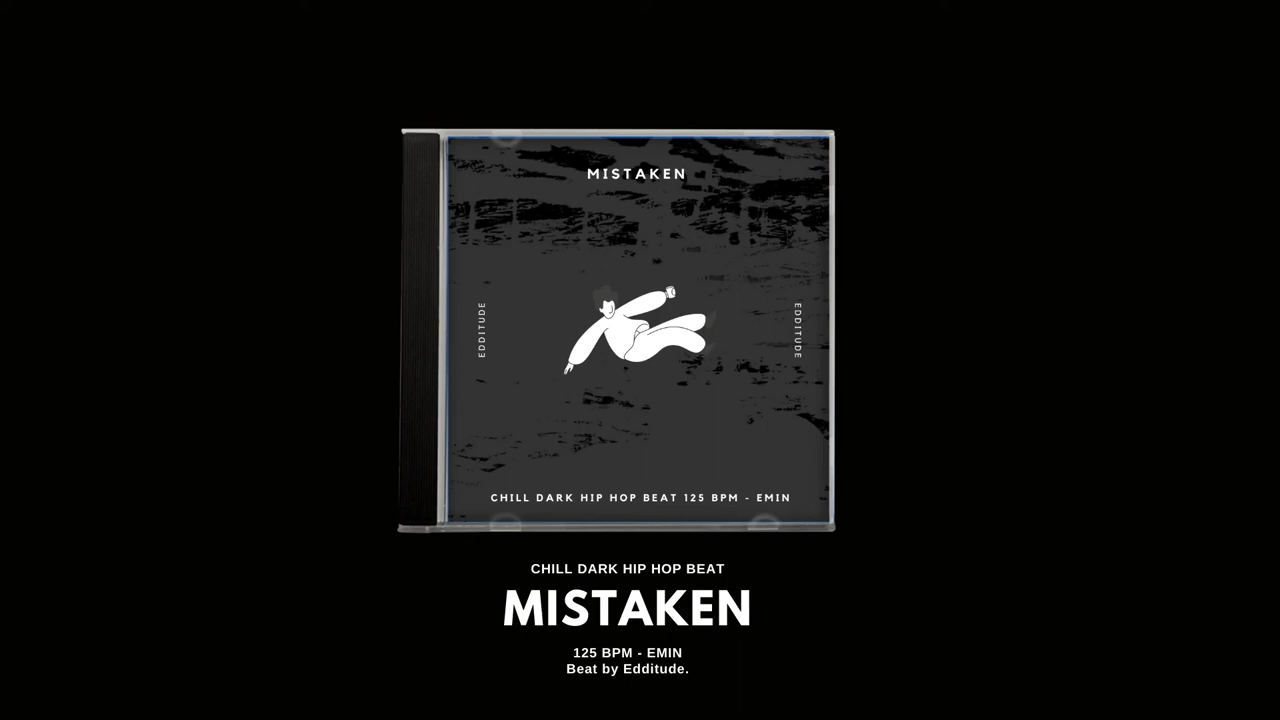 MISTAKEN
EDDITUDE
EDDITUDE
CHILL DARK HIP HOP BEAT 125 BPM - EMIN
CHILL DARK HIP HOP BEAT
MISTAKEN
125 BPM - EMIN
Beat by Edditude.